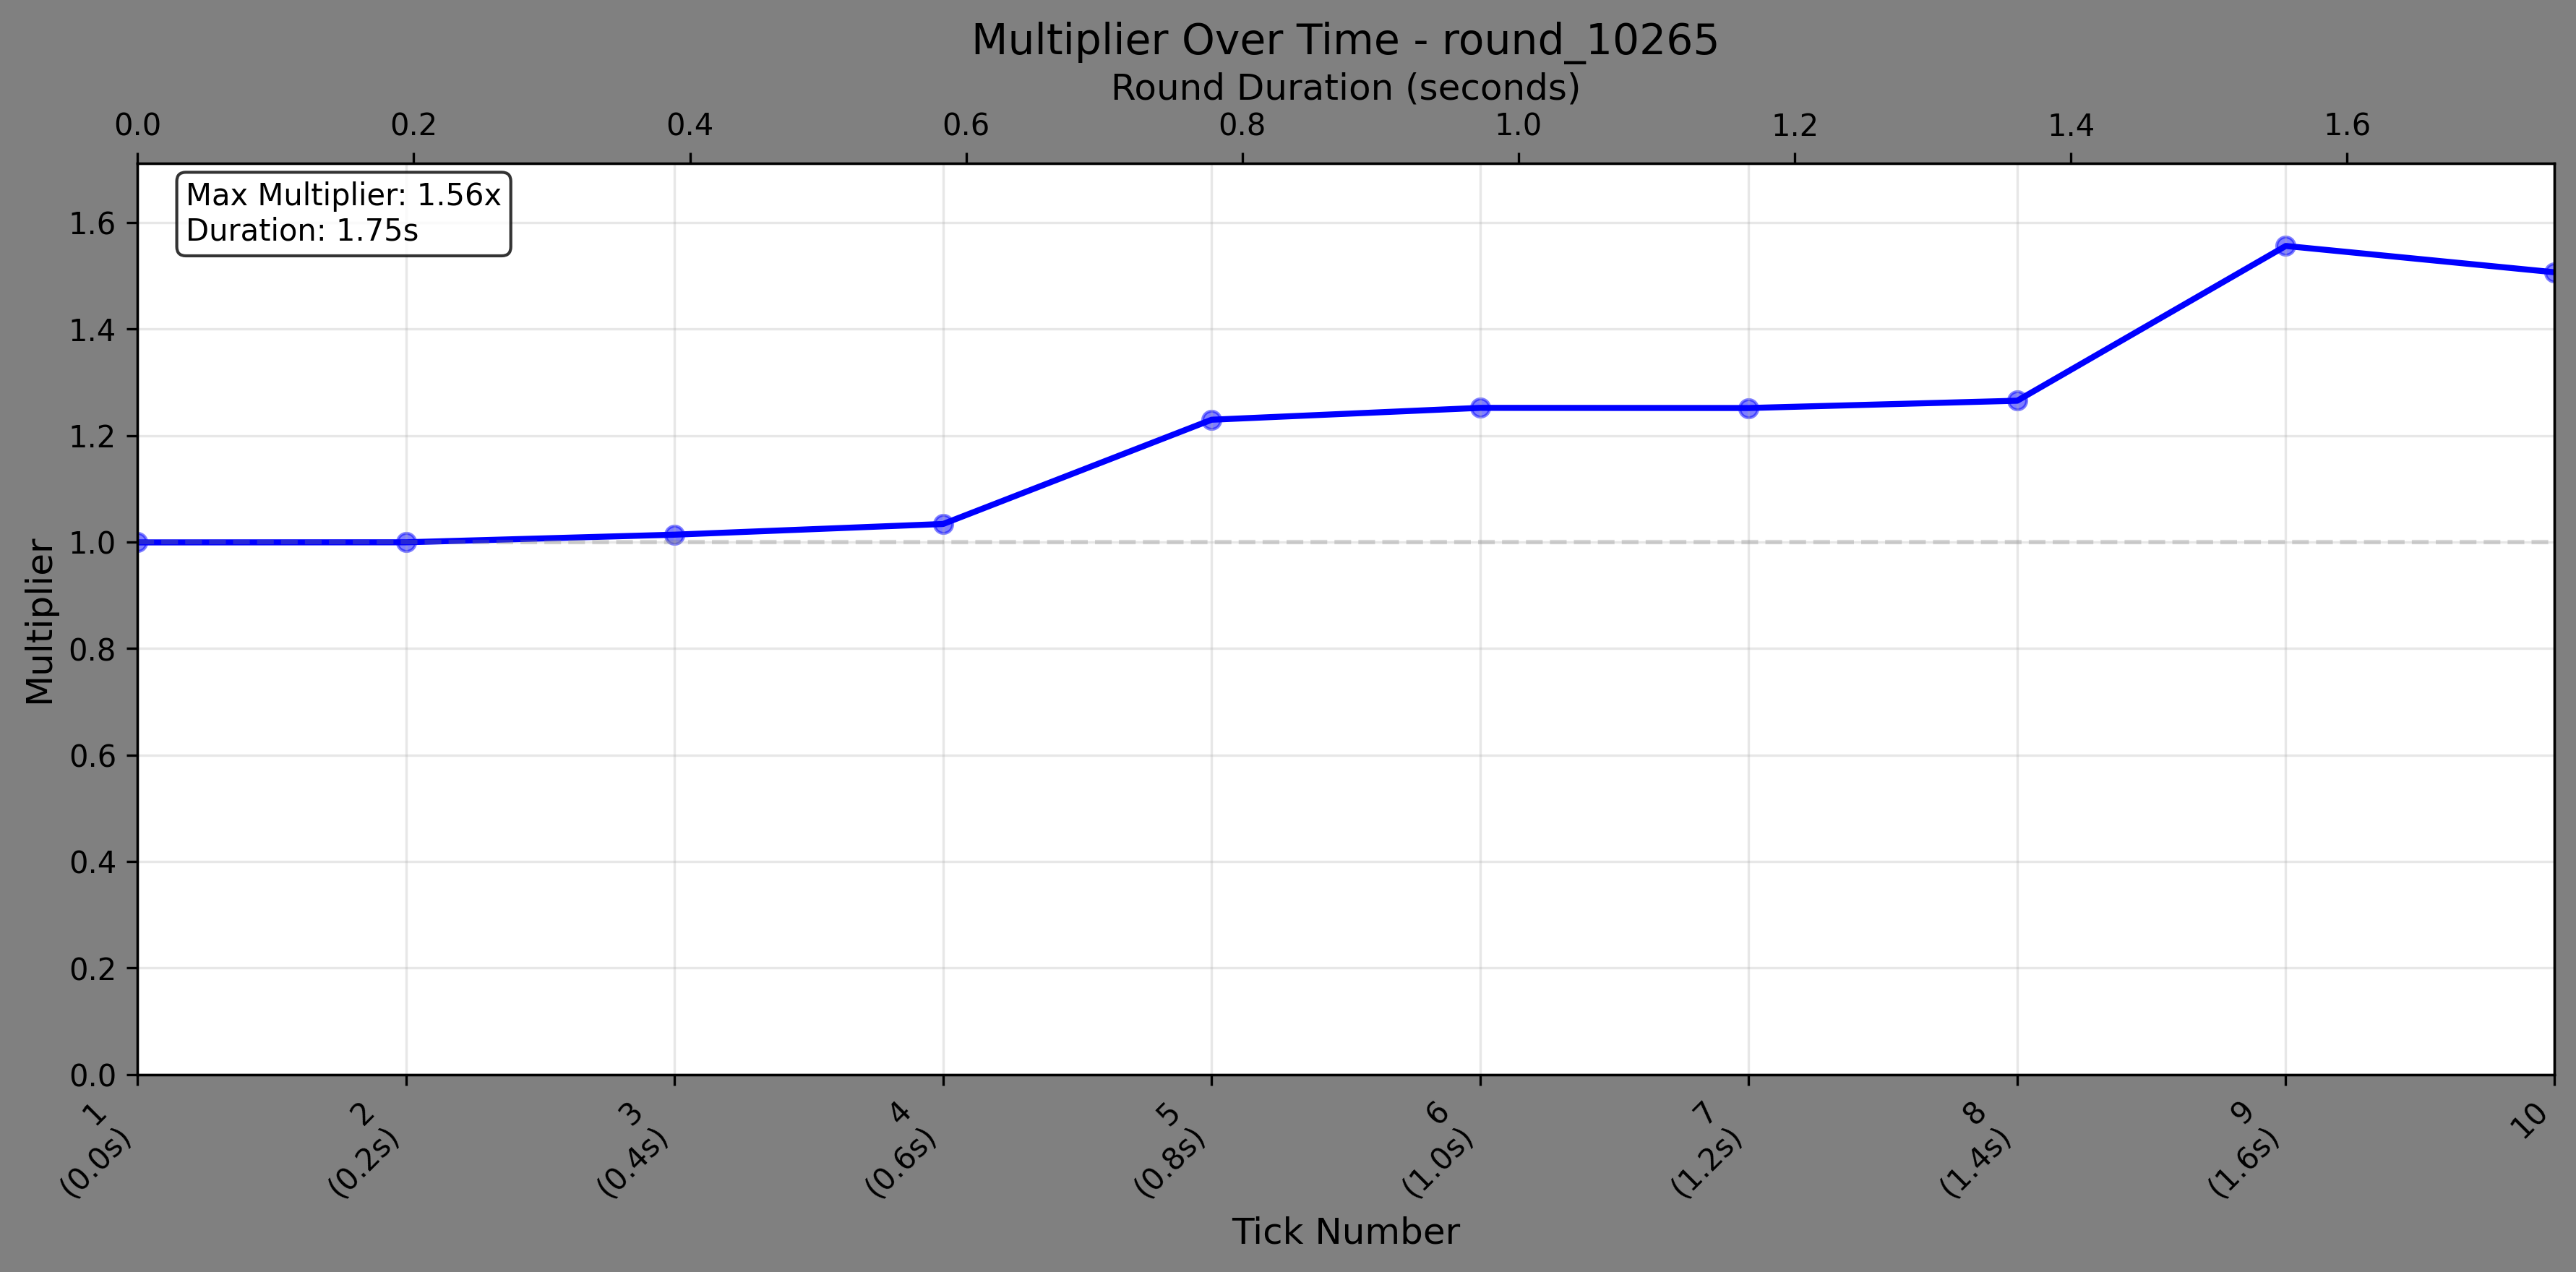 Multiplier Over Time - round_10265
Round Duration (seconds)
0.0 0.2 0.4 0.6 0.8 1.0 1.2 1.4 1.6
Max Multiplier: 1.56x
Duration: 1.75s
1.6
1.4
1.2
1.0
0.8
0.6
0.4
0.2
0.0
Multiplier
1 2 3 4 5 6 7 8 9 10
(0.0s) (0.2s) (0.4s) (0.6s) (0.8s) (1.0s) (1.2s) (1.4s) (1.6s)
Tick Number